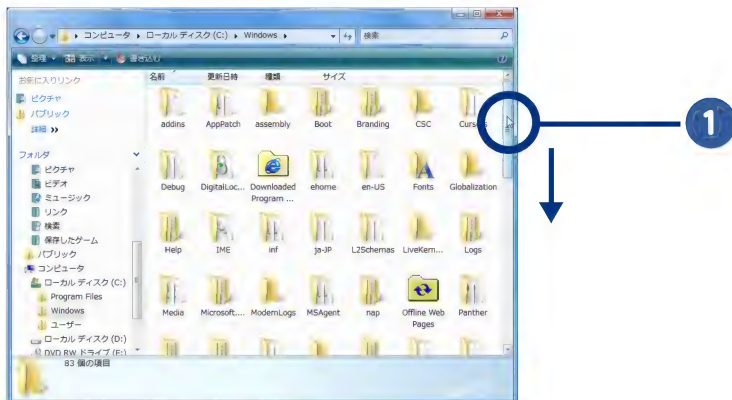 コンピュータ ▸ ローカル ディスク (C:) ▸ Windows ▸
検索
整理 表示 書き込む
お気に入りリンク
ピクチャ
パブリック
詳細 >>
フォルダ
ピクチャ
ビデオ
ミュージック
リンク
検索
保存したゲーム
パブリック
コンピュータ
ローカル ディスク (C:)
Program Files
Windows
ユーザー
ローカル ディスク (D:)
DVD RW ドライブ (E:)
名前 更新日時 種類 サイズ
addins AppPatch assembly Boot Branding CSC Cursors
Debug DigitalLoc... Downloaded Program ... ehome en-US Fonts Globalization
Help IME inf ja-JP L2Schemas LiveKern... Logs
Media Microsoft.... ModemLogs MSAgent nap Offline Web Pages Panther
83 個の項目
1